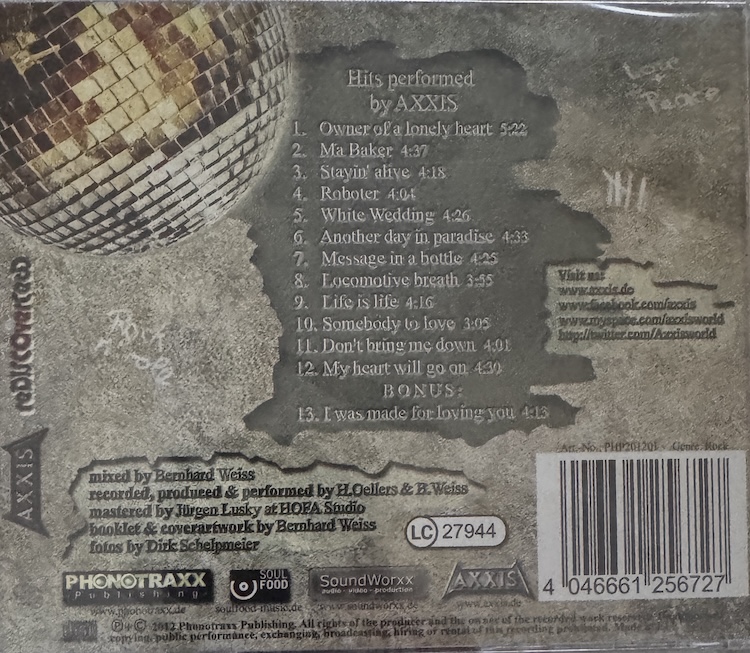 Hits performed
by AXXIS
1. Owner of a lonely heart 5:22
2. Ma Baker 4:37
3. Stayin' alive 4:18
4. Roboter 4:04
5. White Wedding 4:26
6. Another day in paradise 4:33
7. Message in a bottle 4:25
8. Locomotive breath 3:55
9. Life is life 4:16
10. Somebody to love 3:05
11. Don't bring me down 4:01
12. My heart will go on 4:30
BONUS:
13. I was made for loving you 4:13
Love
Peace
Visit us:
www.axxis.de
www.facebook.com/axxis
www.myspace.com/axxisworld
http://twitter.com/Axxisworld
reDISCOver(ed)
AXXIS
mixed by Bernhard Weiss
recorded, produced & performed by H.Oellers & B.Weiss
mastered by Jürgen Lusky at HOFA Studio
booklet & coverartwork by Bernhard Weiss
fotos by Dirk Schelpmeier
LC 27944
Art.-No.: PHP201201 - Genre: Rock
4 046661 256727
PHONOTRAXX
Publishing
www.phonotraxx.de
SOUL
FOOD
soulfood-music.de
SoundWorxx
audio - video - production
www.soundworxx.de
AXXIS
www.axxis.de
℗ + © 2012 Phonotraxx Publishing. All rights of the producer and the owner of the recorded work reserved.
copying, public performance, exchanging, broadcasting, hiring or rental of this recording prohibited. Made in